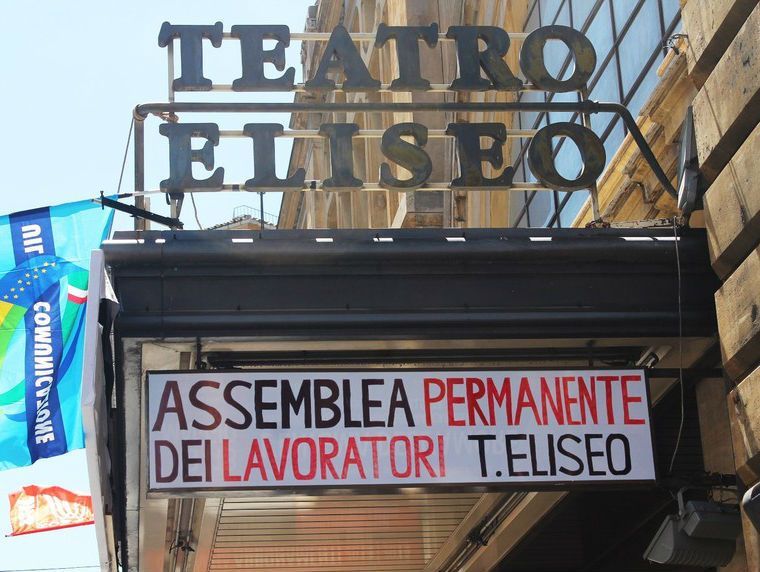 TEATRO
ELISEO
UIL
COMUNICAZIONE
ASSEMBLEA PERMANENTE
DEI LAVORATORI T.ELISEO